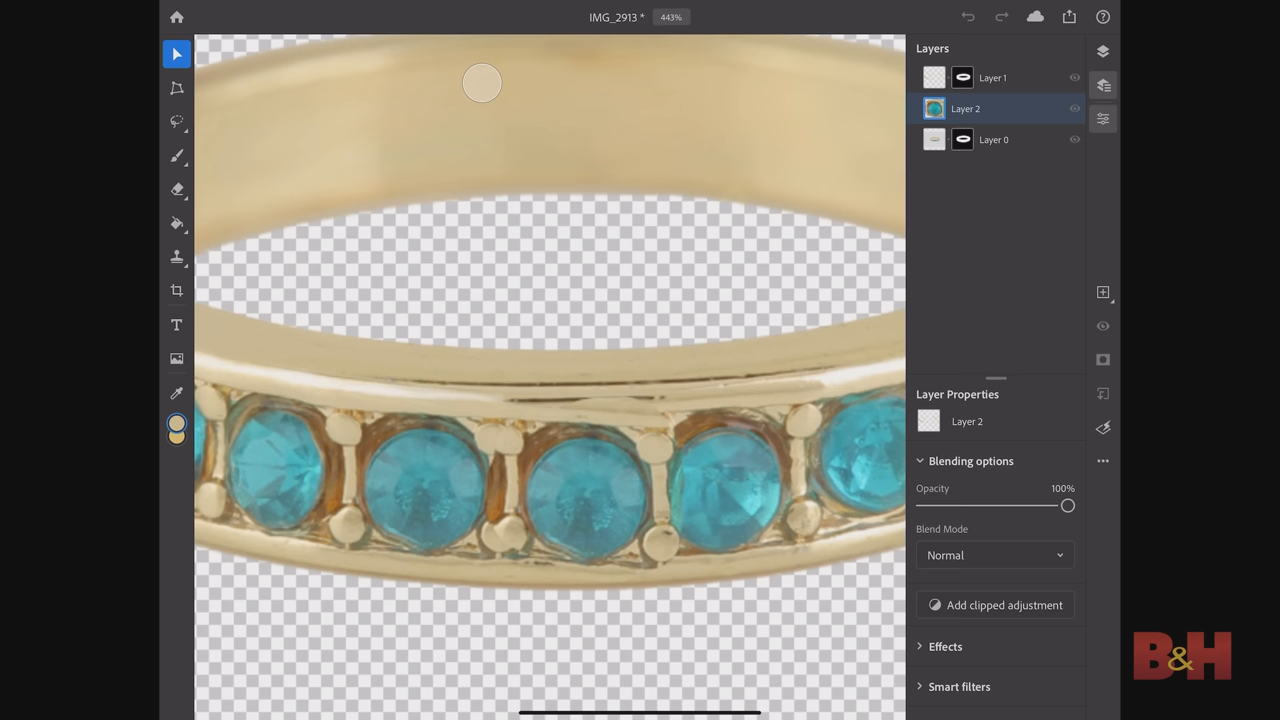 IMG_2913 * 443%
Layers
Layer 1
Layer 2
Layer 0
T
Layer Properties
Layer 2
Blending options
Opacity 100%
Blend Mode
Normal
Add clipped adjustment
Effects
Smart filters
B&H